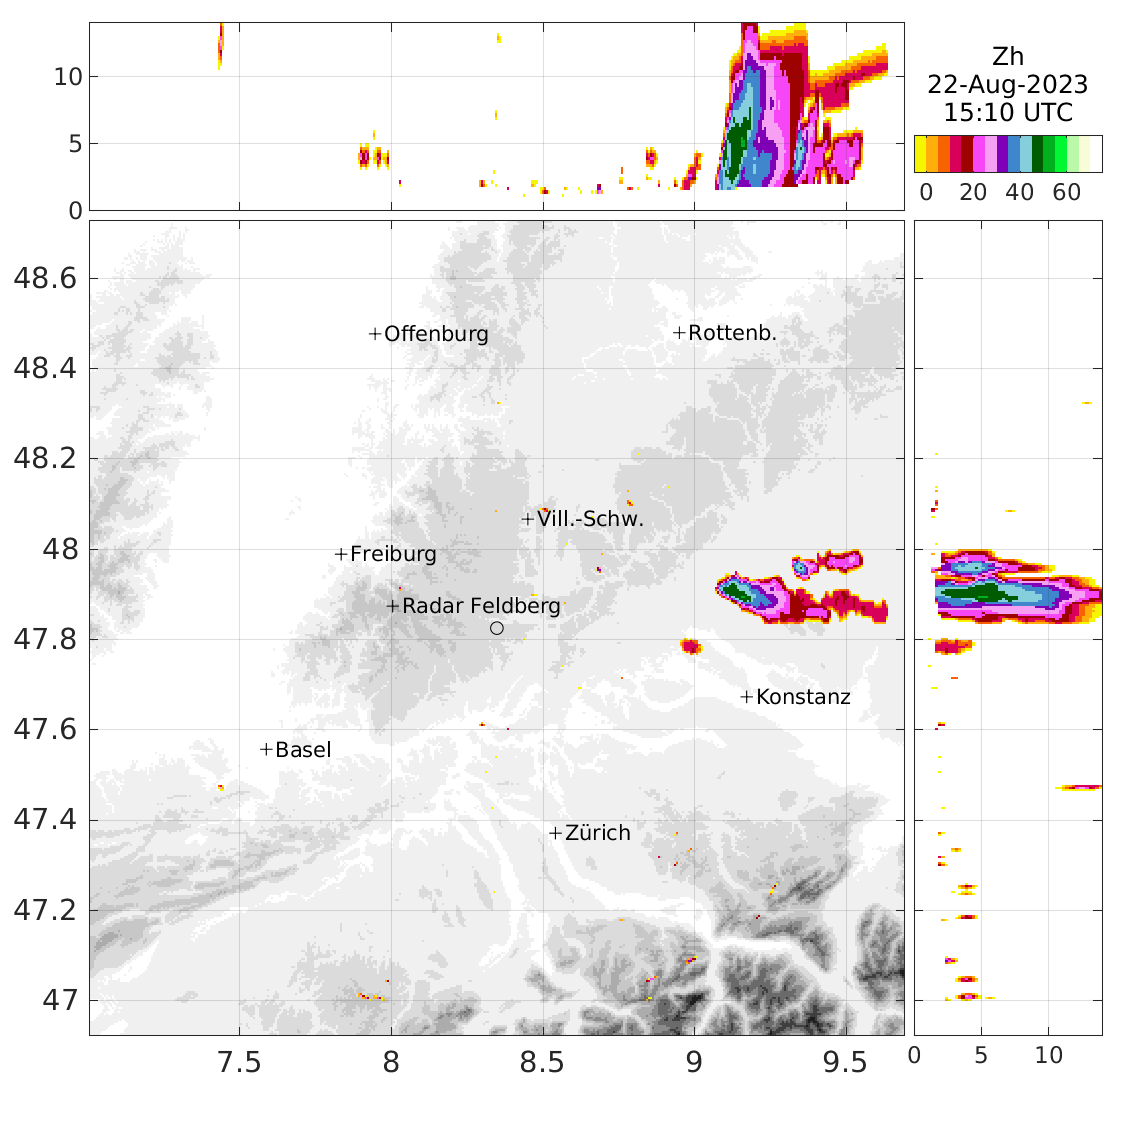 10
5
0
Zh
22-Aug-2023
15:10 UTC
0 20 40 60
48.6
48.4
48.2
48
47.8
47.6
47.4
47.2
47
Offenburg
Rottenb.
Vill.-Schw.
Freiburg
Radar Feldberg
Konstanz
Basel
Zürich
7.5 8 8.5 9 9.5
0 5 10